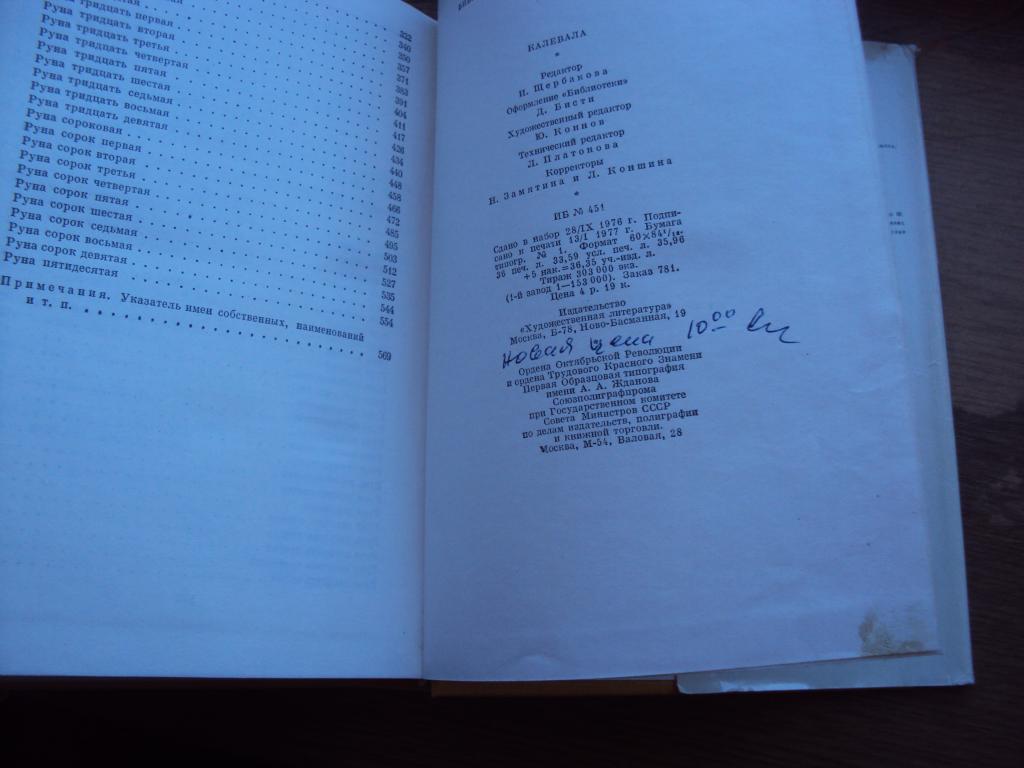 Руна тридцать первая
Руна тридцать вторая
Руна тридцать третья
Руна тридцать четвертая
Руна тридцать пятая
Руна тридцать шестая
Руна тридцать седьмая
Руна тридцать восьмая
Руна тридцать девятая
Руна сороковая
Руна сорок первая
Руна сорок вторая
Руна сорок третья
Руна сорок четвертая
Руна сорок пятая
Руна сорок шестая
Руна сорок седьмая
Руна сорок восьмая
Руна сорок девятая
Руна пятидесятая
Примечания. Указатель имен собственных, наименований
и т. п.
332
340
350
357
371
383
391
404
411
417
426
434
440
448
458
466
472
485
495
503
512
527
535
544
554
569
КАЛЕВАЛА
*
Редактор
И. Щербакова
Оформление «Библиотеки»
Д. Бисти
Художественный редактор
Ю. Коннов
Технический редактор
Л. Платонова
Корректоры
Н. Замятина и Л. Коншина
*
ИБ № 451
Сдано в набор 28/IX 1976 г. Подпи-
сано к печати 13/I 1977 г. Бумага
типогр. № 1. Формат 60×84¹/₁₆.
36 печ. л. 33,59 усл. печ. л. 35,96
+5 нак.=36,35 уч.-изд. л.
Тираж 303 000 экз.
(1-й завод 1—153 000). Заказ 781.
Цена 4 р. 19 к.
Издательство
«Художественная литература»
Москва, Б-78, Ново-Басманная, 19
новая цена 10⁰⁰
Ордена Октябрьской Революции
и ордена Трудового Красного Знамени
Первая Образцовая типография
имени А. А. Жданова
Союзполиграфпрома
при Государственном комитете
Совета Министров СССР
по делам издательств, полиграфии
и книжной торговли.
Москва, М-54, Валовая, 28